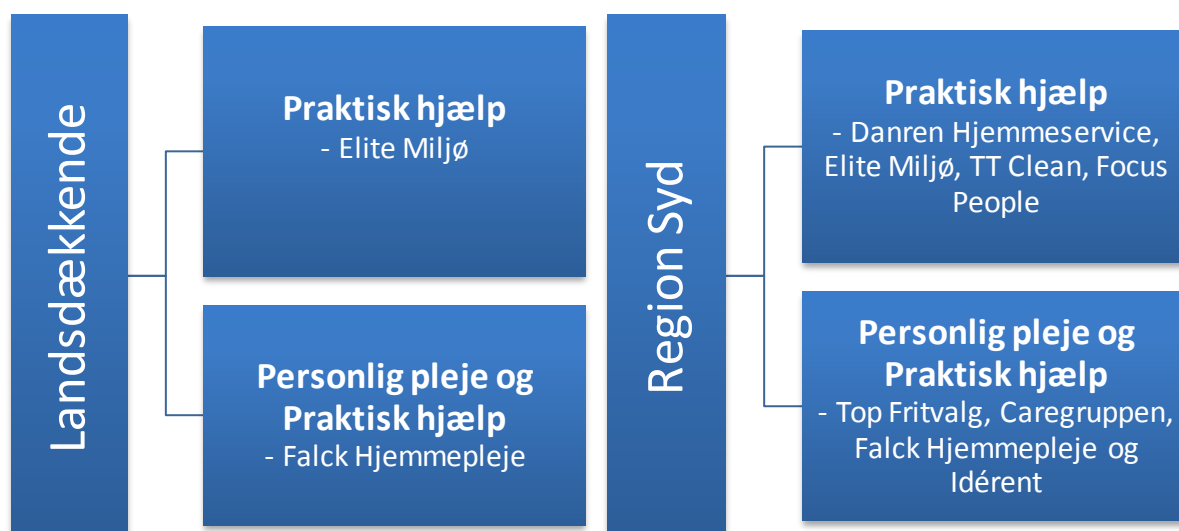 Landsdækkende
Praktisk hjælp
- Elite Miljø
Personlig pleje og
Praktisk hjælp
- Falck Hjemmepleje
Region Syd
Praktisk hjælp
- Danren Hjemmeservice,
Elite Miljø, TT Clean, Focus
People
Personlig pleje og
Praktisk hjælp
- Top Fritvalg, Caregruppen,
Falck Hjemmepleje og
Idérent